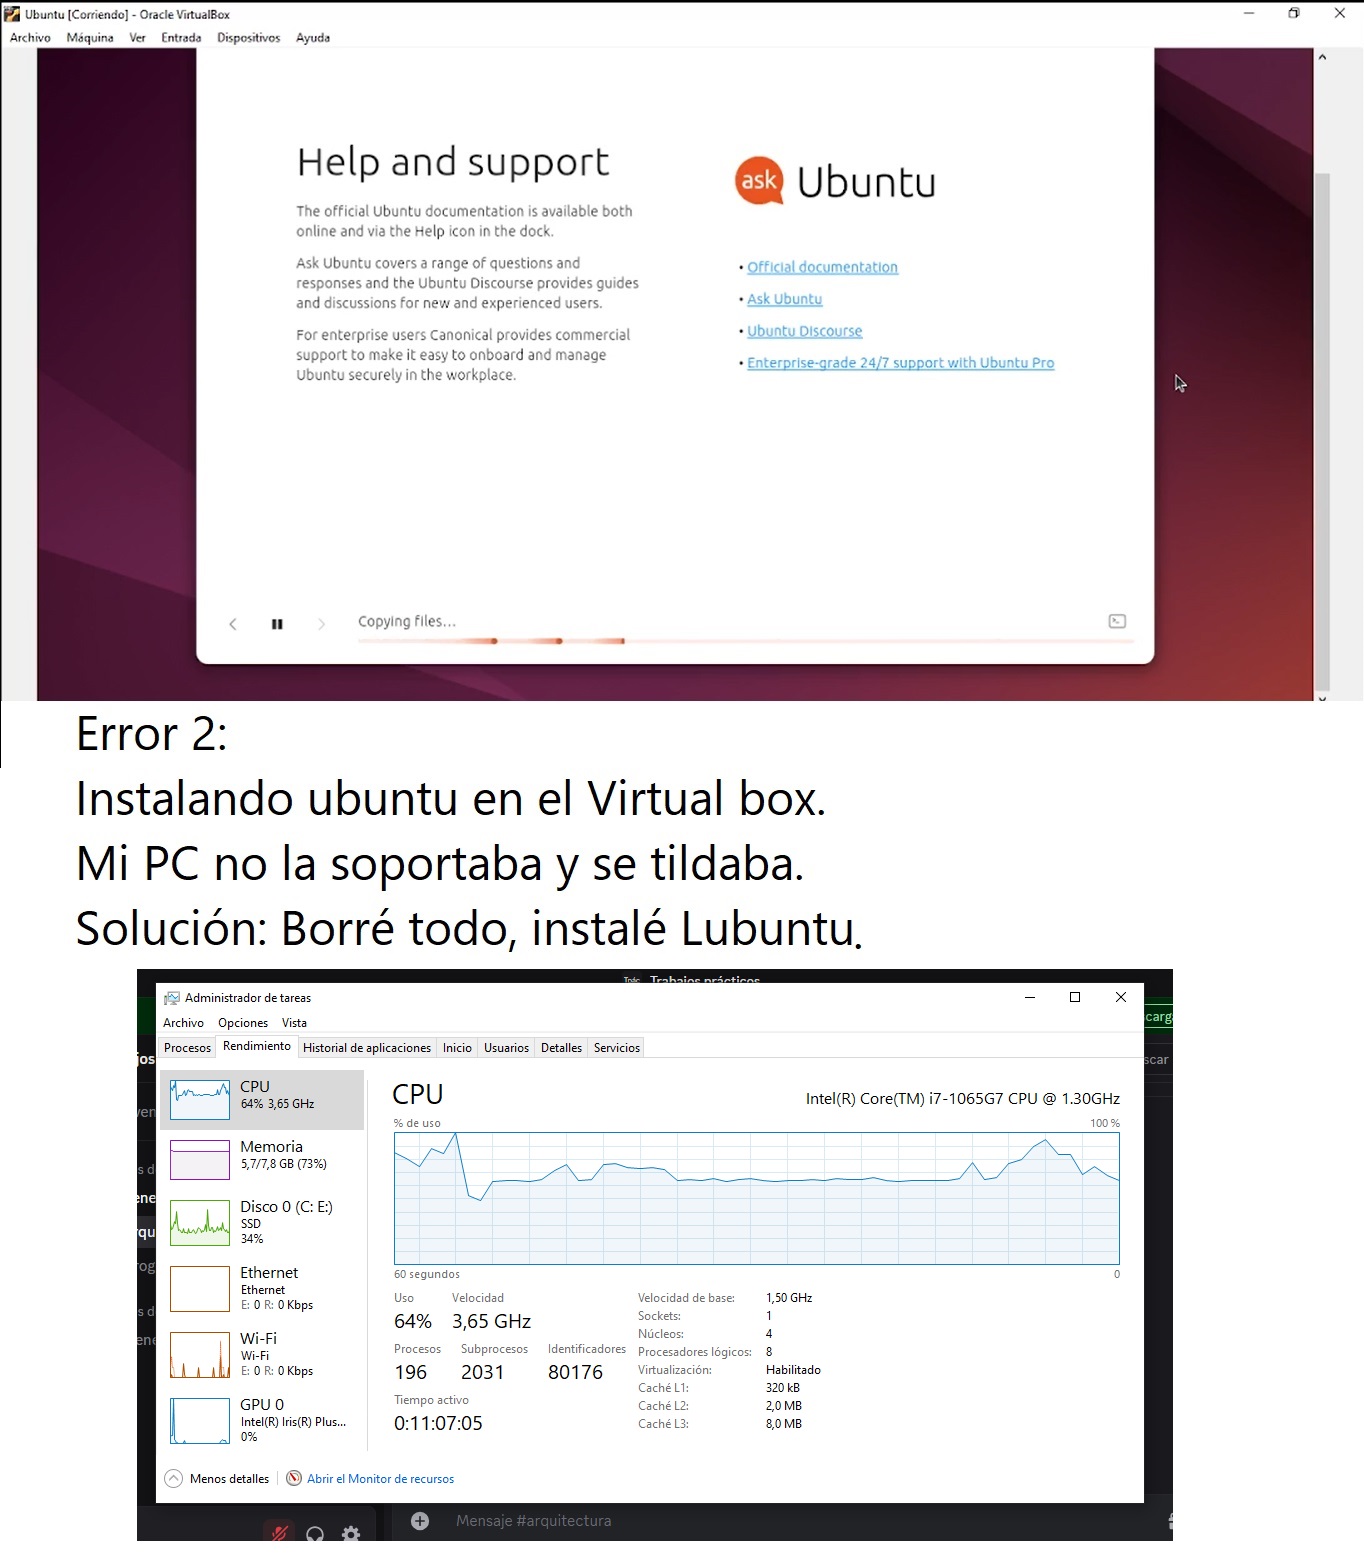 Ubuntu [Corriendo] - Oracle VirtualBox
Archivo Máquina Ver Entrada Dispositivos Ayuda
Help and support
The official Ubuntu documentation is available both
online and via the Help icon in the dock.
Ask Ubuntu covers a range of questions and
responses and the Ubuntu Discourse provides guides
and discussions for new and experienced users.
For enterprise users Canonical provides commercial
support to make it easy to onboard and manage
Ubuntu securely in the workplace.
ask Ubuntu
• Official documentation
• Ask Ubuntu
• Ubuntu Discourse
• Enterprise-grade 24/7 support with Ubuntu Pro
Copying files...
Error 2:
Instalando ubuntu en el Virtual box.
Mi PC no la soportaba y se tildaba.
Solución: Borré todo, instalé Lubuntu.
Trabajos prácticos
Administrador de tareas
Archivo Opciones Vista
Procesos Rendimiento Historial de aplicaciones Inicio Usuarios Detalles Servicios
CPU
64% 3,65 GHz
Memoria
5,7/7,8 GB (73%)
Disco 0 (C: E:)
SSD
34%
Ethernet
Ethernet
E: 0 R: 0 Kbps
Wi-Fi
Wi-Fi
E: 0 R: 0 Kbps
GPU 0
Intel(R) Iris(R) Plus...
0%
CPU
Intel(R) Core(TM) i7-1065G7 CPU @ 1.30GHz
% de uso 100 %
60 segundos 0
Uso Velocidad
64% 3,65 GHz
Procesos Subprocesos Identificadores
196 2031 80176
Tiempo activo
0:11:07:05
Velocidad de base: 1,50 GHz
Sockets: 1
Núcleos: 4
Procesadores lógicos: 8
Virtualización: Habilitado
Caché L1: 320 kB
Caché L2: 2,0 MB
Caché L3: 8,0 MB
Menos detalles Abrir el Monitor de recursos
Mensaje #arquitectura